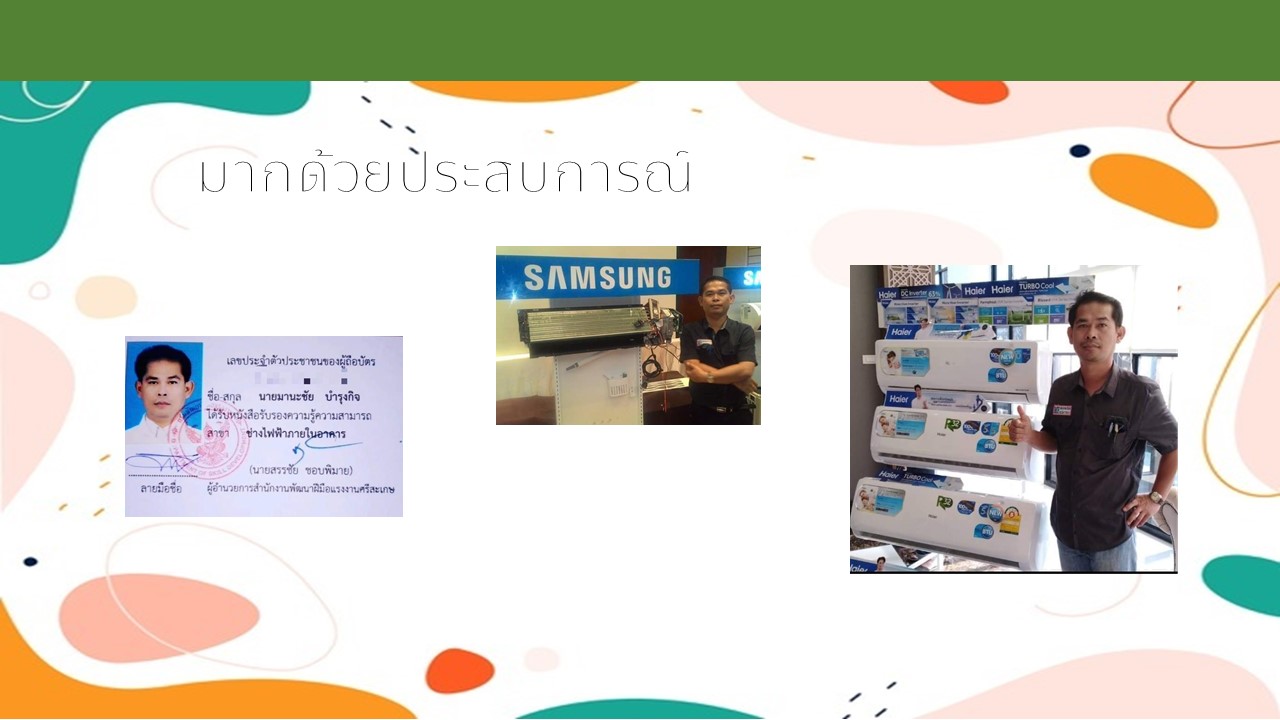 มากด้วยประสบการณ์
SAMSUNG
SA
Haier DC Inverter 61% Haier Haier TURBO Cool
Haier
Haier
TURBO Cool
Haier
เลขประจำตัวประชาชนของผู้ถือบัตร
ชื่อ-สกุล นายมานะชัย บำรุงกิจ
ได้รับหนังสือรับรองความรู้ความสามารถ
สาขา ช่างไฟฟ้าภายในอาคาร
(นายสรรชัย ชอบพิมาย)
ลายมือชื่อ ผู้อำนวยการสำนักงานพัฒนาฝีมือแรงงานศรีสะเกษ